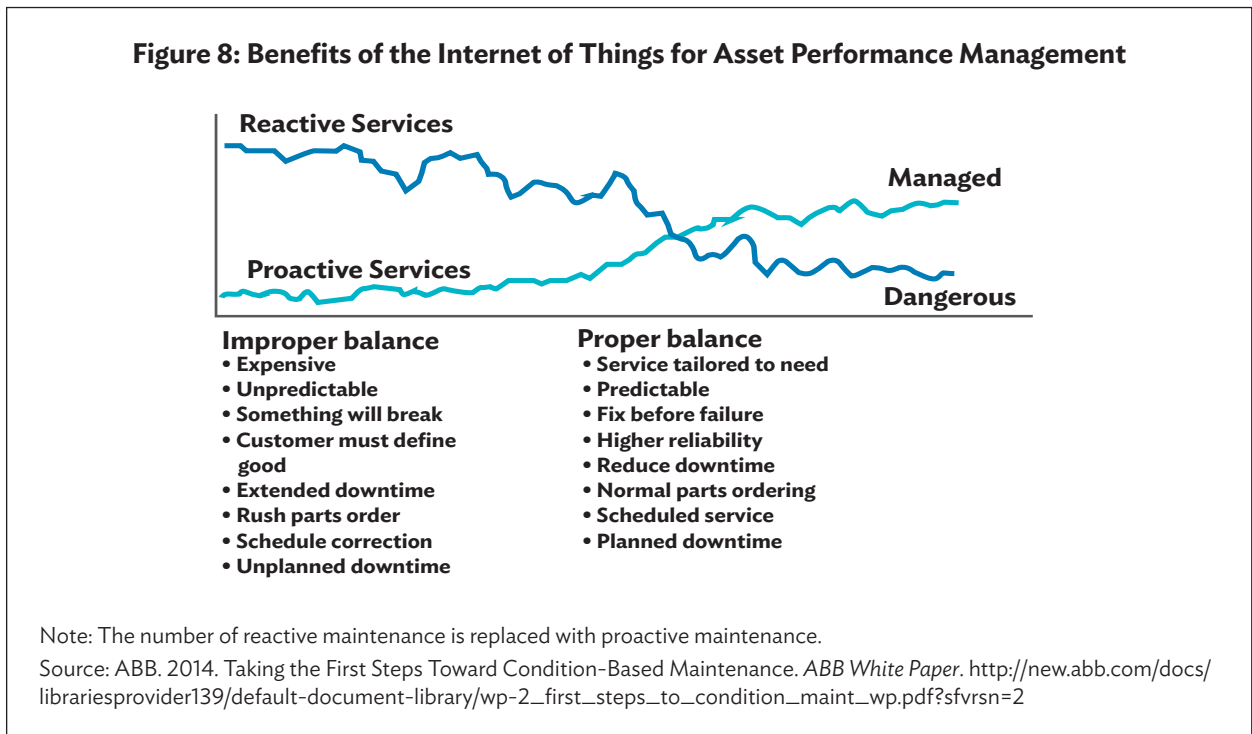 Figure 8: Benefits of the Internet of Things for Asset Performance Management
Reactive Services
Managed
Proactive Services
Dangerous
Improper balance
• Expensive
• Unpredictable
• Something will break
• Customer must define
good
• Extended downtime
• Rush parts order
• Schedule correction
• Unplanned downtime
Proper balance
• Service tailored to need
• Predictable
• Fix before failure
• Higher reliability
• Reduce downtime
• Normal parts ordering
• Scheduled service
• Planned downtime
Note: The number of reactive maintenance is replaced with proactive maintenance.
Source: ABB. 2014. Taking the First Steps Toward Condition-Based Maintenance. ABB White Paper. http://new.abb.com/docs/
librariesprovider139/default-document-library/wp-2_first_steps_to_condition_maint_wp.pdf?sfvrsn=2